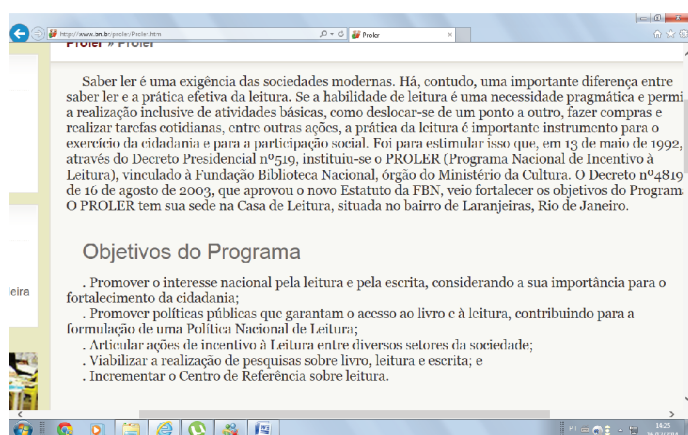 http://www.bn.br/proler/Proler.htm
Proler
Proler » Proler
Saber ler é uma exigência das sociedades modernas. Há, contudo, uma importante diferença entre
saber ler e a prática efetiva da leitura. Se a habilidade de leitura é uma necessidade pragmática e permi
a realização inclusive de atividades básicas, como deslocar-se de um ponto a outro, fazer compras e
realizar tarefas cotidianas, entre outras ações, a prática da leitura é importante instrumento para o
exercício da cidadania e para a participação social. Foi para estimular isso que, em 13 de maio de 1992,
através do Decreto Presidencial nº519, instituiu-se o PROLER (Programa Nacional de Incentivo à
Leitura), vinculado à Fundação Biblioteca Nacional, órgão do Ministério da Cultura. O Decreto nº4819
de 16 de agosto de 2003, que aprovou o novo Estatuto da FBN, veio fortalecer os objetivos do Program
O PROLER tem sua sede na Casa de Leitura, situada no bairro de Laranjeiras, Rio de Janeiro.
Objetivos do Programa
. Promover o interesse nacional pela leitura e pela escrita, considerando a sua importância para o
eira
fortalecimento da cidadania;
. Promover políticas públicas que garantam o acesso ao livro e à leitura, contribuindo para a
formulação de uma Política Nacional de Leitura;
. Articular ações de incentivo à Leitura entre diversos setores da sociedade;
. Viabilizar a realização de pesquisas sobre livro, leitura e escrita; e
. Incrementar o Centro de Referência sobre leitura.
PT
14:25